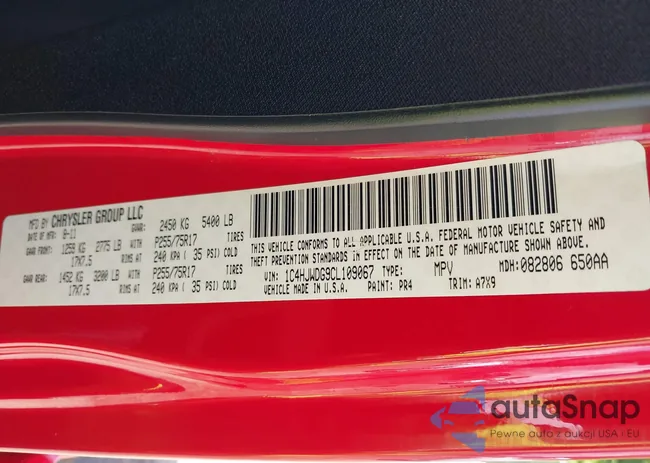 MFD BY CHRYSLER GROUP LLC
DATE OF MFR: 8-11 GVWR: 2450 KG 5400 LB
GAWR FRONT: 1259 KG 2775 LB WITH P255/75R17 TIRES
17X7.5 RIMS AT 240 KPA ( 35 PSI) COLD
GAWR REAR: 1452 KG 3200 LB WITH P255/75R17 TIRES
17X7.5 RIMS AT 240 KPA ( 35 PSI) COLD
THIS VEHICLE CONFORMS TO ALL APPLICABLE U.S.A. FEDERAL MOTOR VEHICLE SAFETY AND
THEFT PREVENTION STANDARDS IN EFFECT ON THE DATE OF MANUFACTURE SHOWN ABOVE.
VIN: 1C4HJWDG9CL109067 TYPE: MPV MDH: 082806 650AA
VEHICLE MADE IN U.S.A. PAINT: PR4 TRIM: A7X9
autaSnap
Pewne auto z aukcji USA i EU